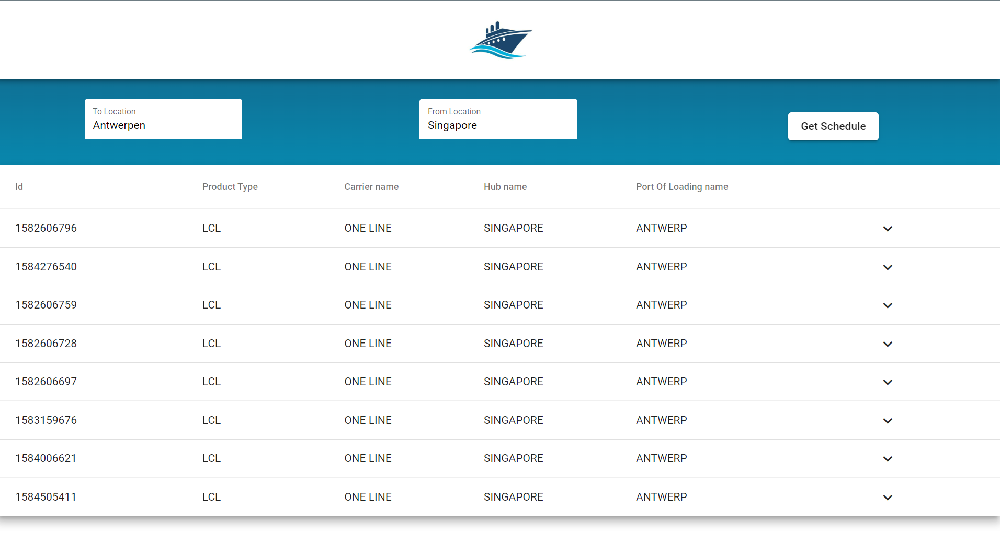 To Location
Antwerpen
From Location
Singapore
Get Schedule
Id Product Type Carrier name Hub name Port Of Loading name
1582606796 LCL ONE LINE SINGAPORE ANTWERP
1584276540 LCL ONE LINE SINGAPORE ANTWERP
1582606759 LCL ONE LINE SINGAPORE ANTWERP
1582606728 LCL ONE LINE SINGAPORE ANTWERP
1582606697 LCL ONE LINE SINGAPORE ANTWERP
1583159676 LCL ONE LINE SINGAPORE ANTWERP
1584006621 LCL ONE LINE SINGAPORE ANTWERP
1584505411 LCL ONE LINE SINGAPORE ANTWERP